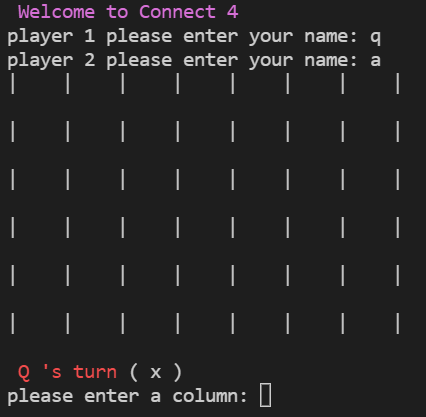 Welcome to Connect 4
player 1 please enter your name: q
player 2 please enter your name: a
|    |    |    |    |    |    |    |
|    |    |    |    |    |    |    |
|    |    |    |    |    |    |    |
|    |    |    |    |    |    |    |
|    |    |    |    |    |    |    |
|    |    |    |    |    |    |    |
Q 's turn ( x )
please enter a column: